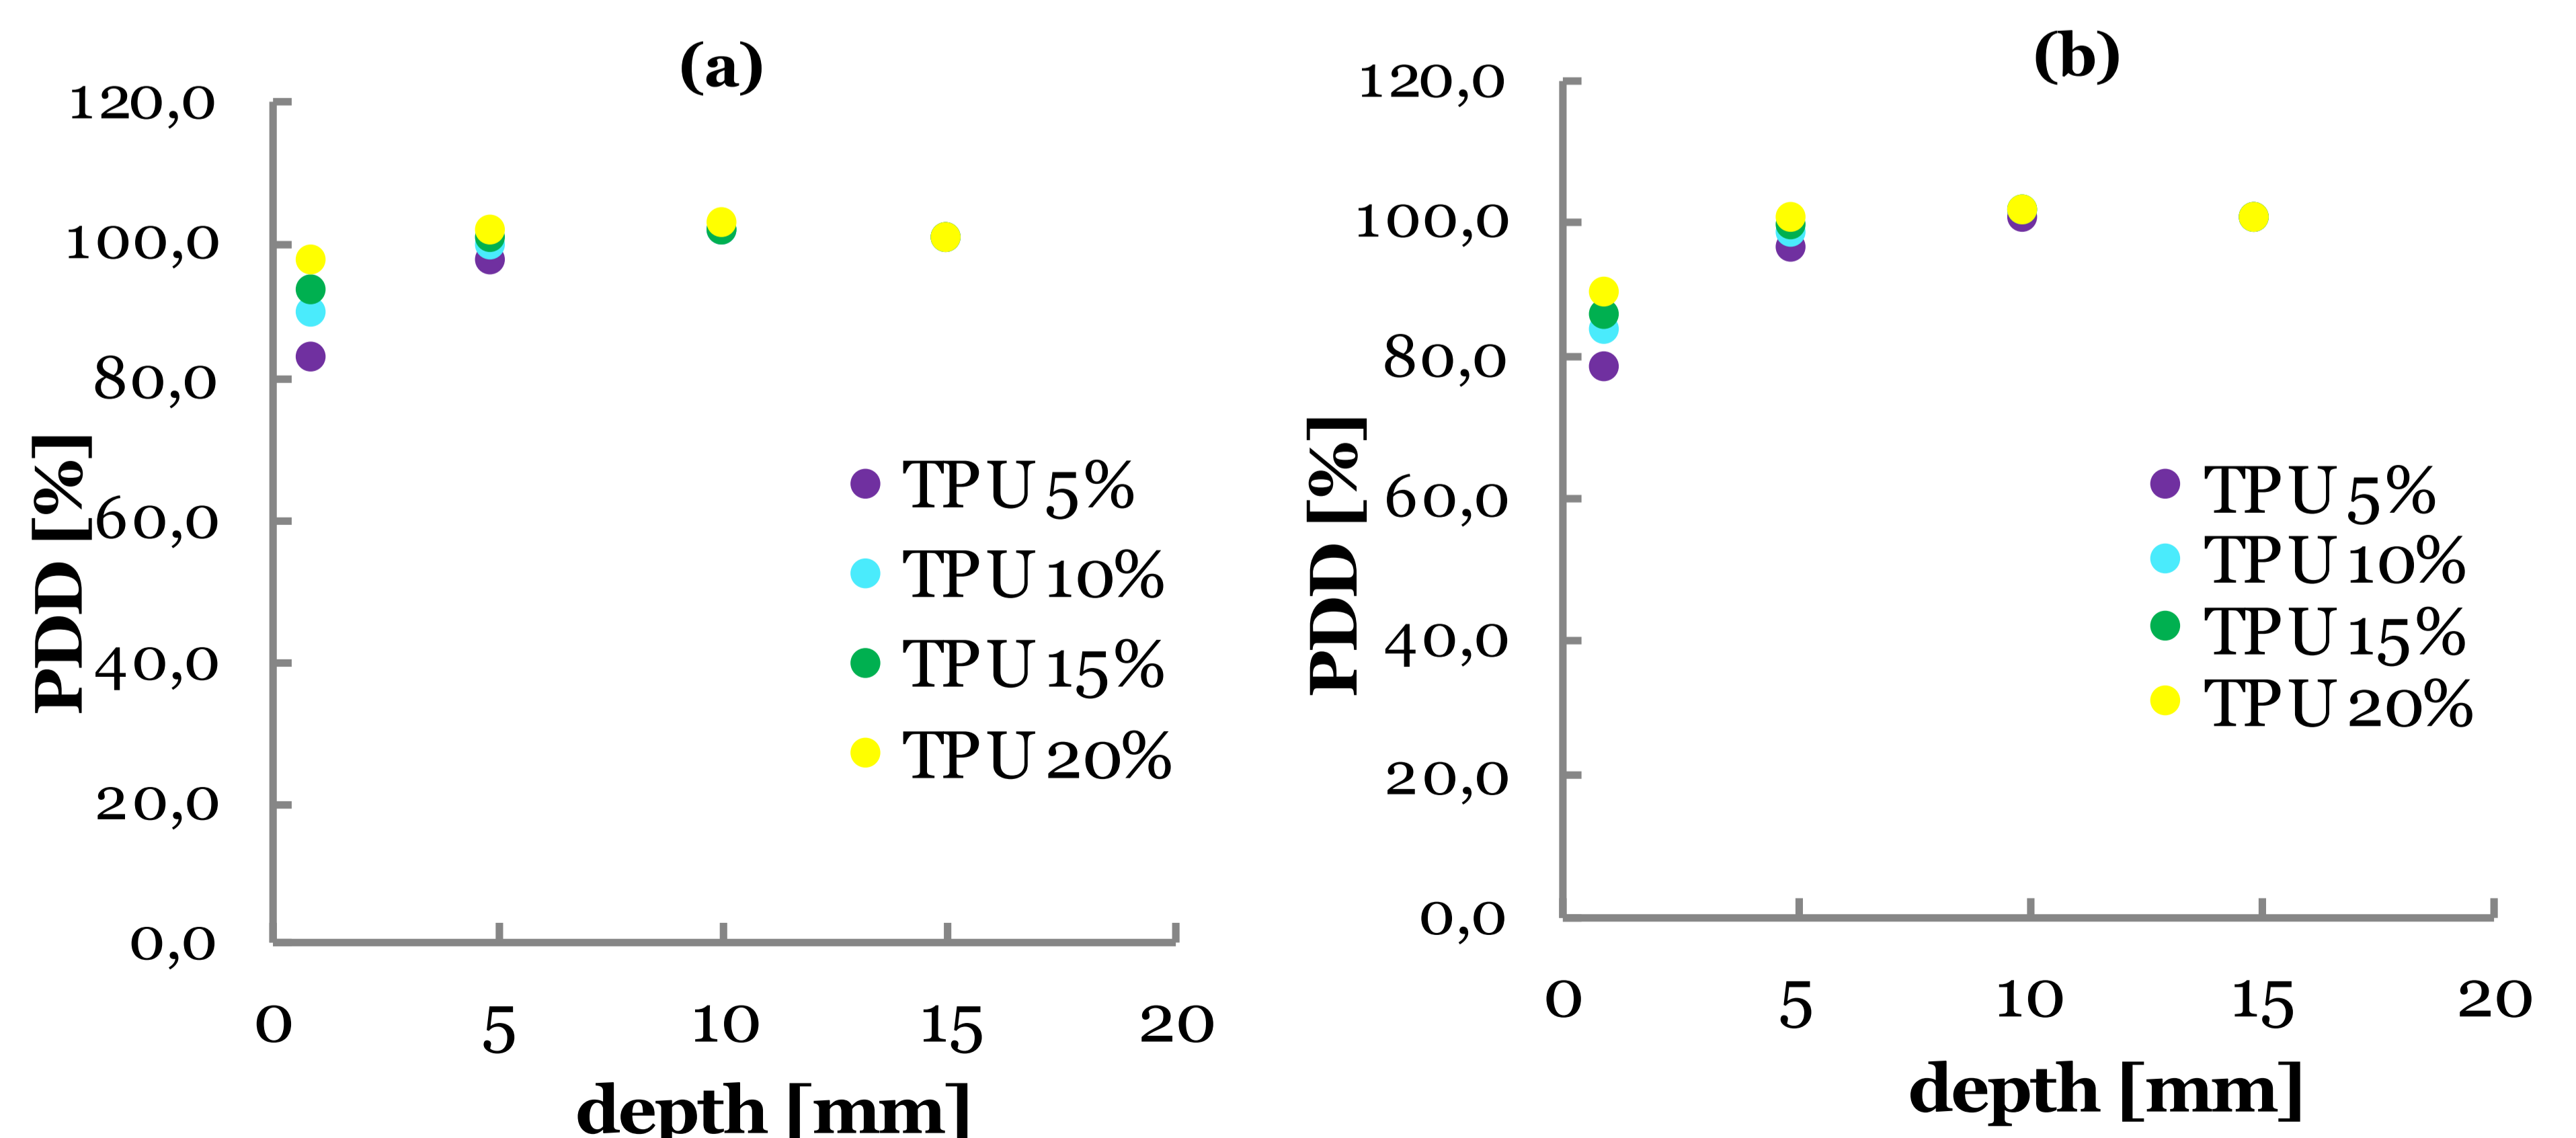 (a)
120,0
100,0
80,0
60,0
40,0
20,0
0,0
PDD [%]
0 5 10 15 20
depth [mm]
TPU 5%
TPU 10%
TPU 15%
TPU 20%
(b)
120,0
100,0
80,0
60,0
40,0
20,0
0,0
PDD [%]
0 5 10 15 20
depth [mm]
TPU 5%
TPU 10%
TPU 15%
TPU 20%